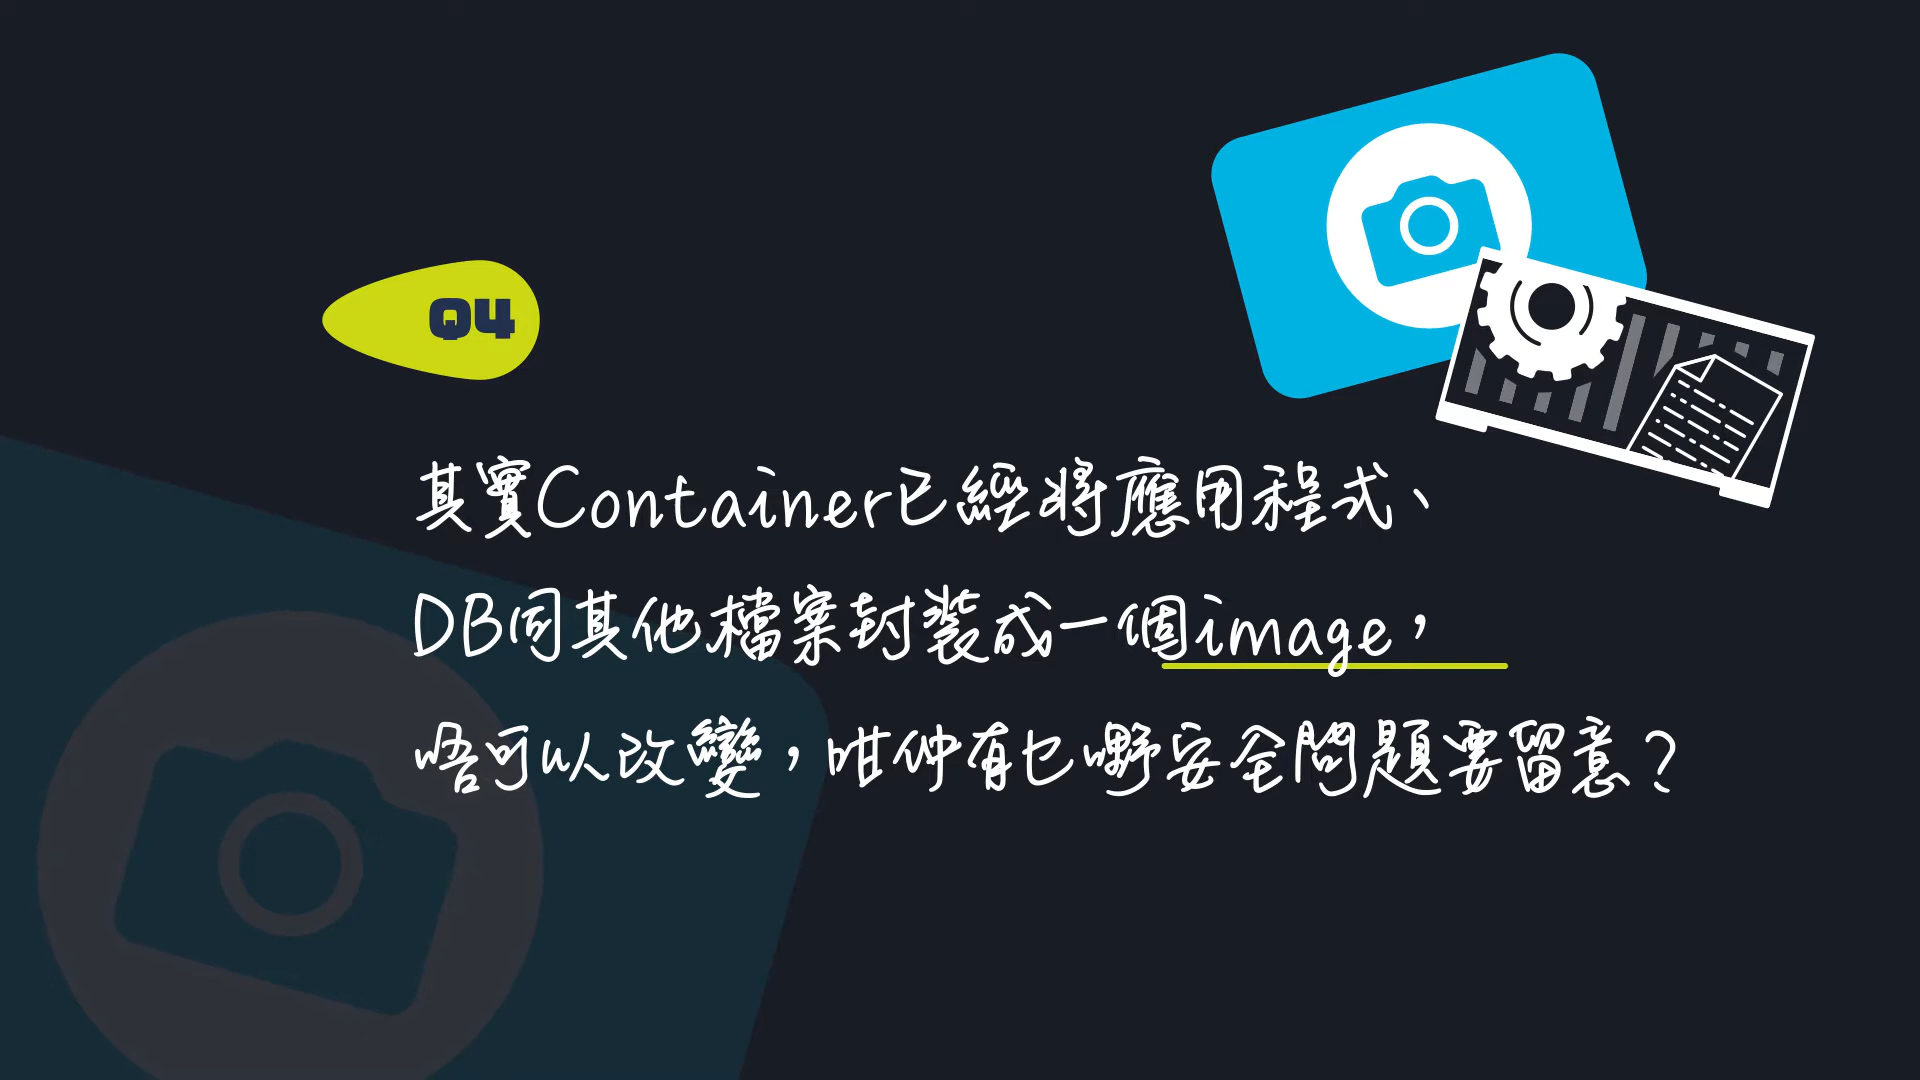 Q4
其實Container已經將應用程式、
DB同其他檔案封裝成一個image，
唔可以改變，咁仲有乜嘢安全問題要留意？